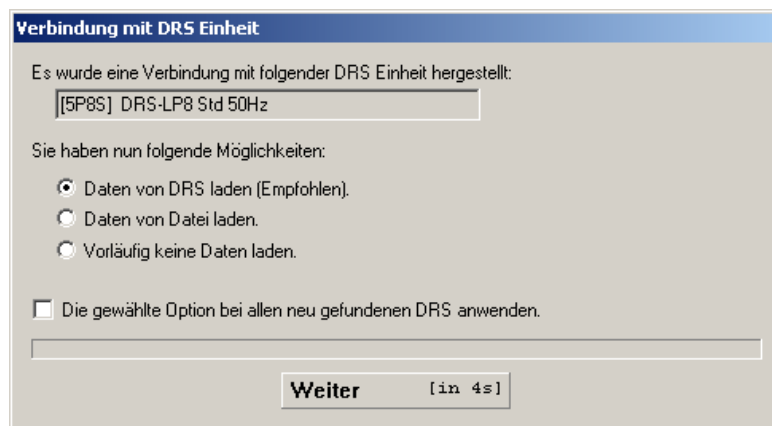 Verbindung mit DRS Einheit
Es wurde eine Verbindung mit folgender DRS Einheit hergestellt:
[5P8S] DRS-LP8 Std 50Hz
Sie haben nun folgende Möglichkeiten:
Daten von DRS laden (Empfohlen).
Daten von Datei laden.
Vorläufig keine Daten laden.
Die gewählte Option bei allen neu gefundenen DRS anwenden.
Weiter [in 4s]